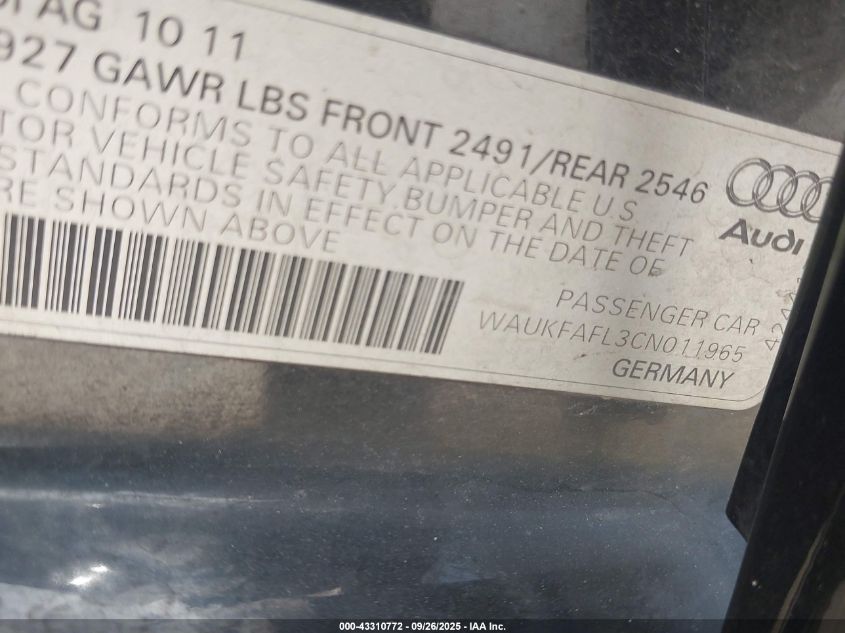 AG 10 11
927 GAWR LBS FRONT 2491/REAR 2546
CONFORMS TO ALL APPLICABLE U S
TOR VEHICLE SAFETY BUMPER AND THEFT
STANDARDS IN EFFECT ON THE DATE OF
RE SHOWN ABOVE
Audi
PASSENGER CAR
WAUKFAFL3CN011965
GERMANY
000-43310772 - 09/26/2025 - IAA Inc.